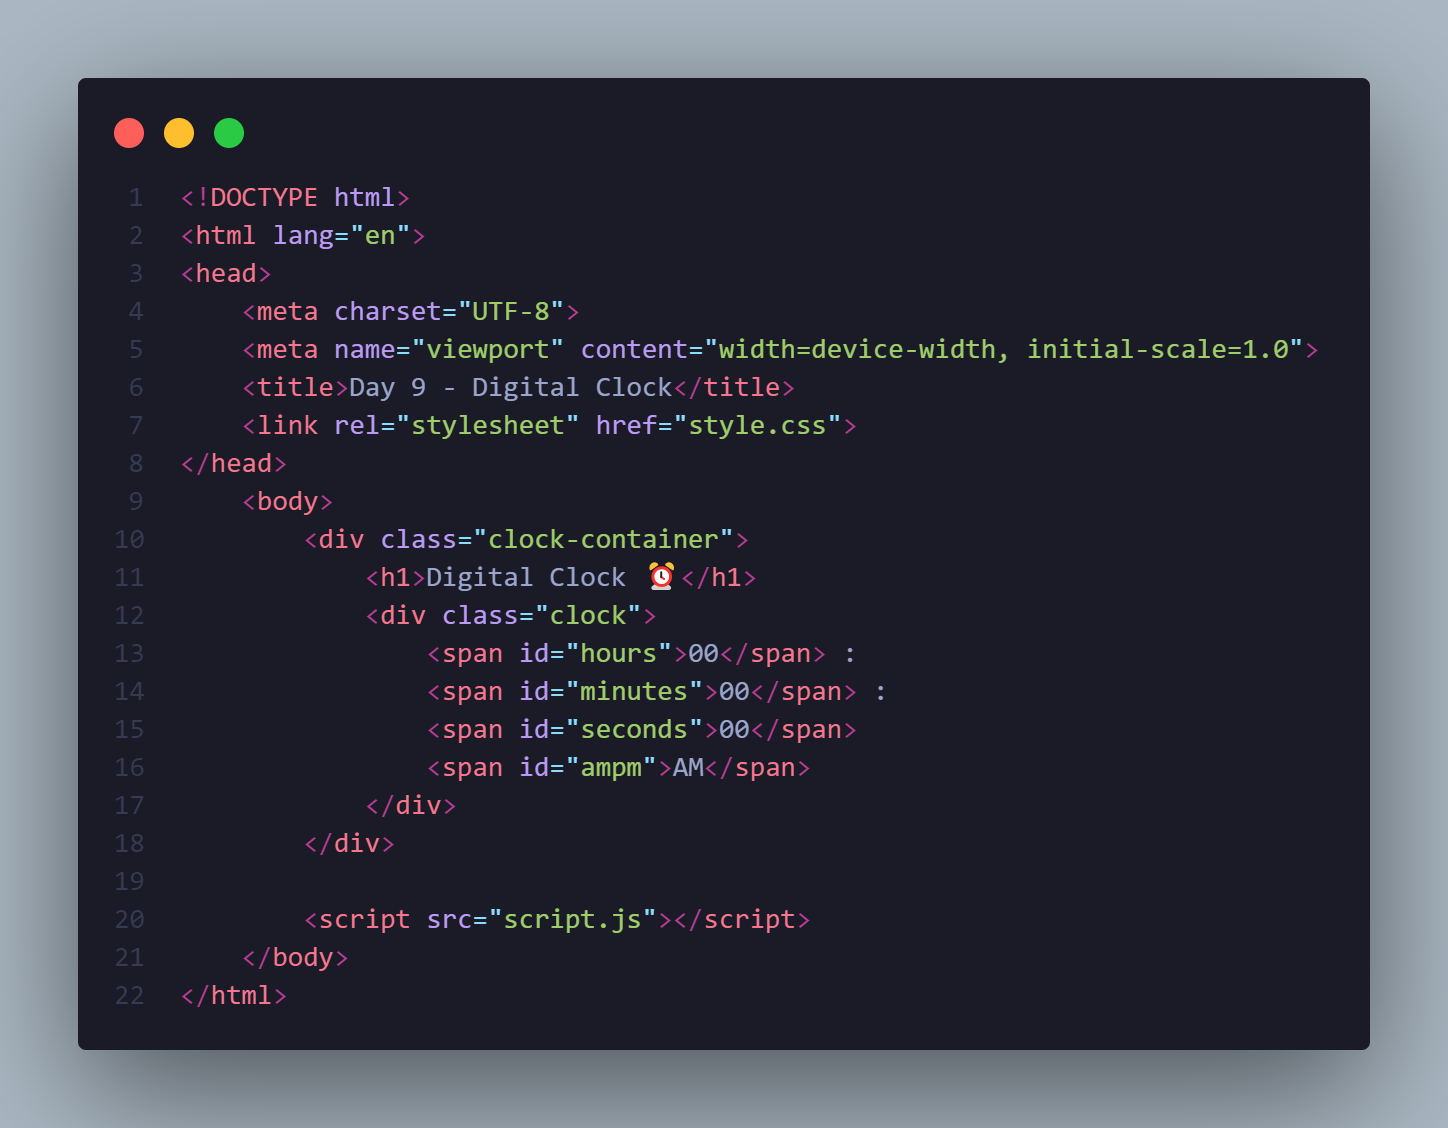 1 <!DOCTYPE html>
2 <html lang="en">
3 <head>
4     <meta charset="UTF-8">
5     <meta name="viewport" content="width=device-width, initial-scale=1.0">
6     <title>Day 9 - Digital Clock</title>
7     <link rel="stylesheet" href="style.css">
8 </head>
9     <body>
10         <div class="clock-container">
11             <h1>Digital Clock ⏰</h1>
12             <div class="clock">
13                 <span id="hours">00</span> :
14                 <span id="minutes">00</span> :
15                 <span id="seconds">00</span>
16                 <span id="ampm">AM</span>
17             </div>
18         </div>
19
20         <script src="script.js"></script>
21     </body>
22 </html>